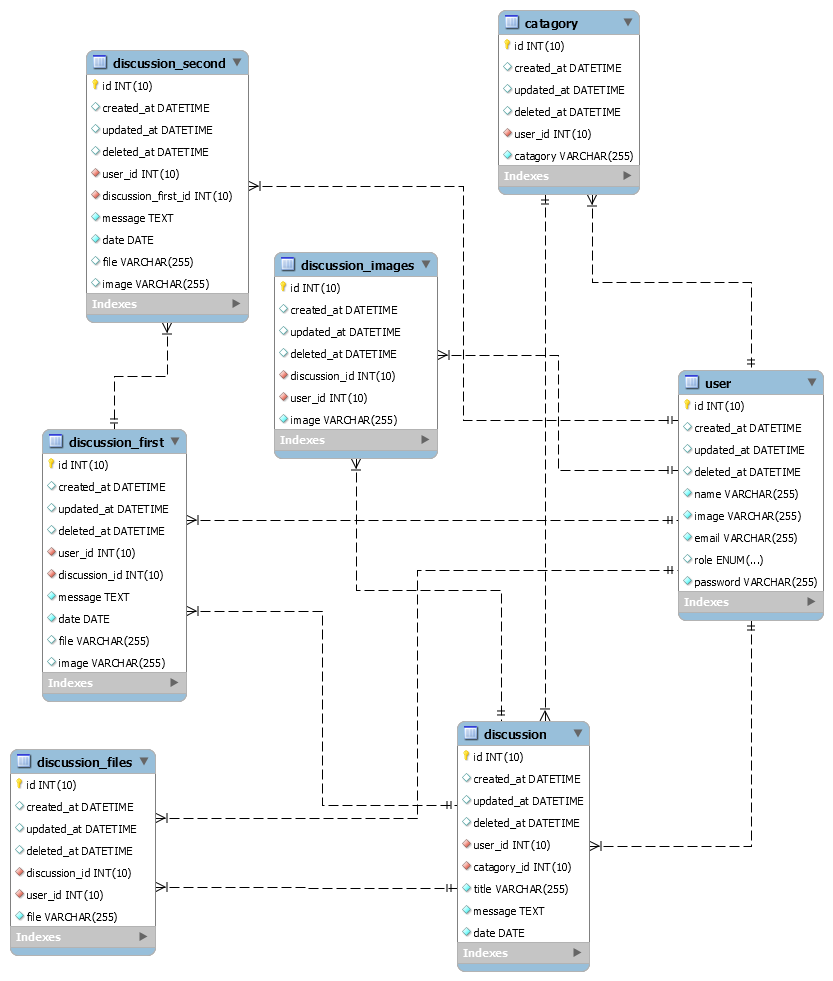 catagory
id INT(10)
created_at DATETIME
updated_at DATETIME
deleted_at DATETIME
user_id INT(10)
catagory VARCHAR(255)
Indexes
discussion_second
id INT(10)
created_at DATETIME
updated_at DATETIME
deleted_at DATETIME
user_id INT(10)
discussion_first_id INT(10)
message TEXT
date DATE
file VARCHAR(255)
image VARCHAR(255)
Indexes
discussion_images
id INT(10)
created_at DATETIME
updated_at DATETIME
deleted_at DATETIME
discussion_id INT(10)
user_id INT(10)
image VARCHAR(255)
Indexes
user
id INT(10)
created_at DATETIME
updated_at DATETIME
deleted_at DATETIME
name VARCHAR(255)
image VARCHAR(255)
email VARCHAR(255)
role ENUM(...)
password VARCHAR(255)
Indexes
discussion_first
id INT(10)
created_at DATETIME
updated_at DATETIME
deleted_at DATETIME
user_id INT(10)
discussion_id INT(10)
message TEXT
date DATE
file VARCHAR(255)
image VARCHAR(255)
Indexes
discussion
id INT(10)
created_at DATETIME
updated_at DATETIME
deleted_at DATETIME
user_id INT(10)
catagory_id INT(10)
title VARCHAR(255)
message TEXT
date DATE
Indexes
discussion_files
id INT(10)
created_at DATETIME
updated_at DATETIME
deleted_at DATETIME
discussion_id INT(10)
user_id INT(10)
file VARCHAR(255)
Indexes